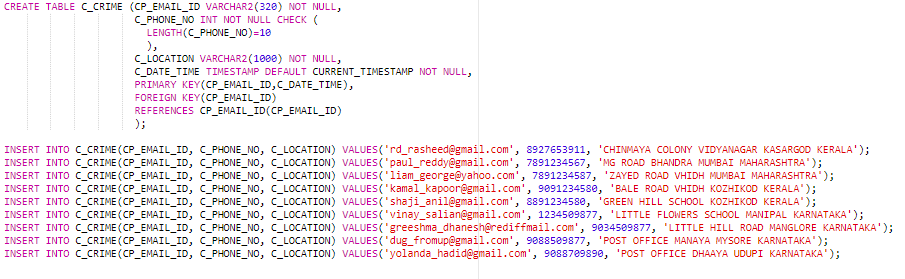 CREATE TABLE C_CRIME (CP_EMAIL_ID VARCHAR2(320) NOT NULL,
C_PHONE_NO INT NOT NULL CHECK (
LENGTH(C_PHONE_NO)=10
),
C_LOCATION VARCHAR2(1000) NOT NULL,
C_DATE_TIME TIMESTAMP DEFAULT CURRENT_TIMESTAMP NOT NULL,
PRIMARY KEY(CP_EMAIL_ID,C_DATE_TIME),
FOREIGN KEY(CP_EMAIL_ID)
REFERENCES CP_EMAIL_ID(CP_EMAIL_ID)
);
INSERT INTO C_CRIME(CP_EMAIL_ID, C_PHONE_NO, C_LOCATION) VALUES('rd_rasheed@gmail.com', 8927653911, 'CHINMAYA COLONY VIDYANAGAR KASARGOD KERALA');
INSERT INTO C_CRIME(CP_EMAIL_ID, C_PHONE_NO, C_LOCATION) VALUES('paul_reddy@gmail.com', 7891234567, 'MG ROAD BHANDRA MUMBAI MAHARASHTRA');
INSERT INTO C_CRIME(CP_EMAIL_ID, C_PHONE_NO, C_LOCATION) VALUES('liam_george@yahoo.com', 7891234587, 'ZAYED ROAD VHIDH MUMBAI MAHARASHTRA');
INSERT INTO C_CRIME(CP_EMAIL_ID, C_PHONE_NO, C_LOCATION) VALUES('kamal_kapoor@gmail.com', 9091234580, 'BALE ROAD VHIDH KOZHIKOD KERALA');
INSERT INTO C_CRIME(CP_EMAIL_ID, C_PHONE_NO, C_LOCATION) VALUES('shaji_anil@gmail.com', 8891234580, 'GREEN HILL SCHOOL KOZHIKOD KERALA');
INSERT INTO C_CRIME(CP_EMAIL_ID, C_PHONE_NO, C_LOCATION) VALUES('vinay_salian@gmail.com', 1234509877, 'LITTLE FLOWERS SCHOOL MANIPAL KARNATAKA');
INSERT INTO C_CRIME(CP_EMAIL_ID, C_PHONE_NO, C_LOCATION) VALUES('greeshma_dhanesh@rediffmail.com', 9034509877, 'LITTLE HILL ROAD MANGLORE KARNATAKA');
INSERT INTO C_CRIME(CP_EMAIL_ID, C_PHONE_NO, C_LOCATION) VALUES('dug_fromup@gmail.com', 9088509877, 'POST OFFICE MANAYA MYSORE KARNATAKA');
INSERT INTO C_CRIME(CP_EMAIL_ID, C_PHONE_NO, C_LOCATION) VALUES('yolanda_hadid@gmail.com', 9088709890, 'POST OFFICE DHAAYA UDUPI KARNATAKA');